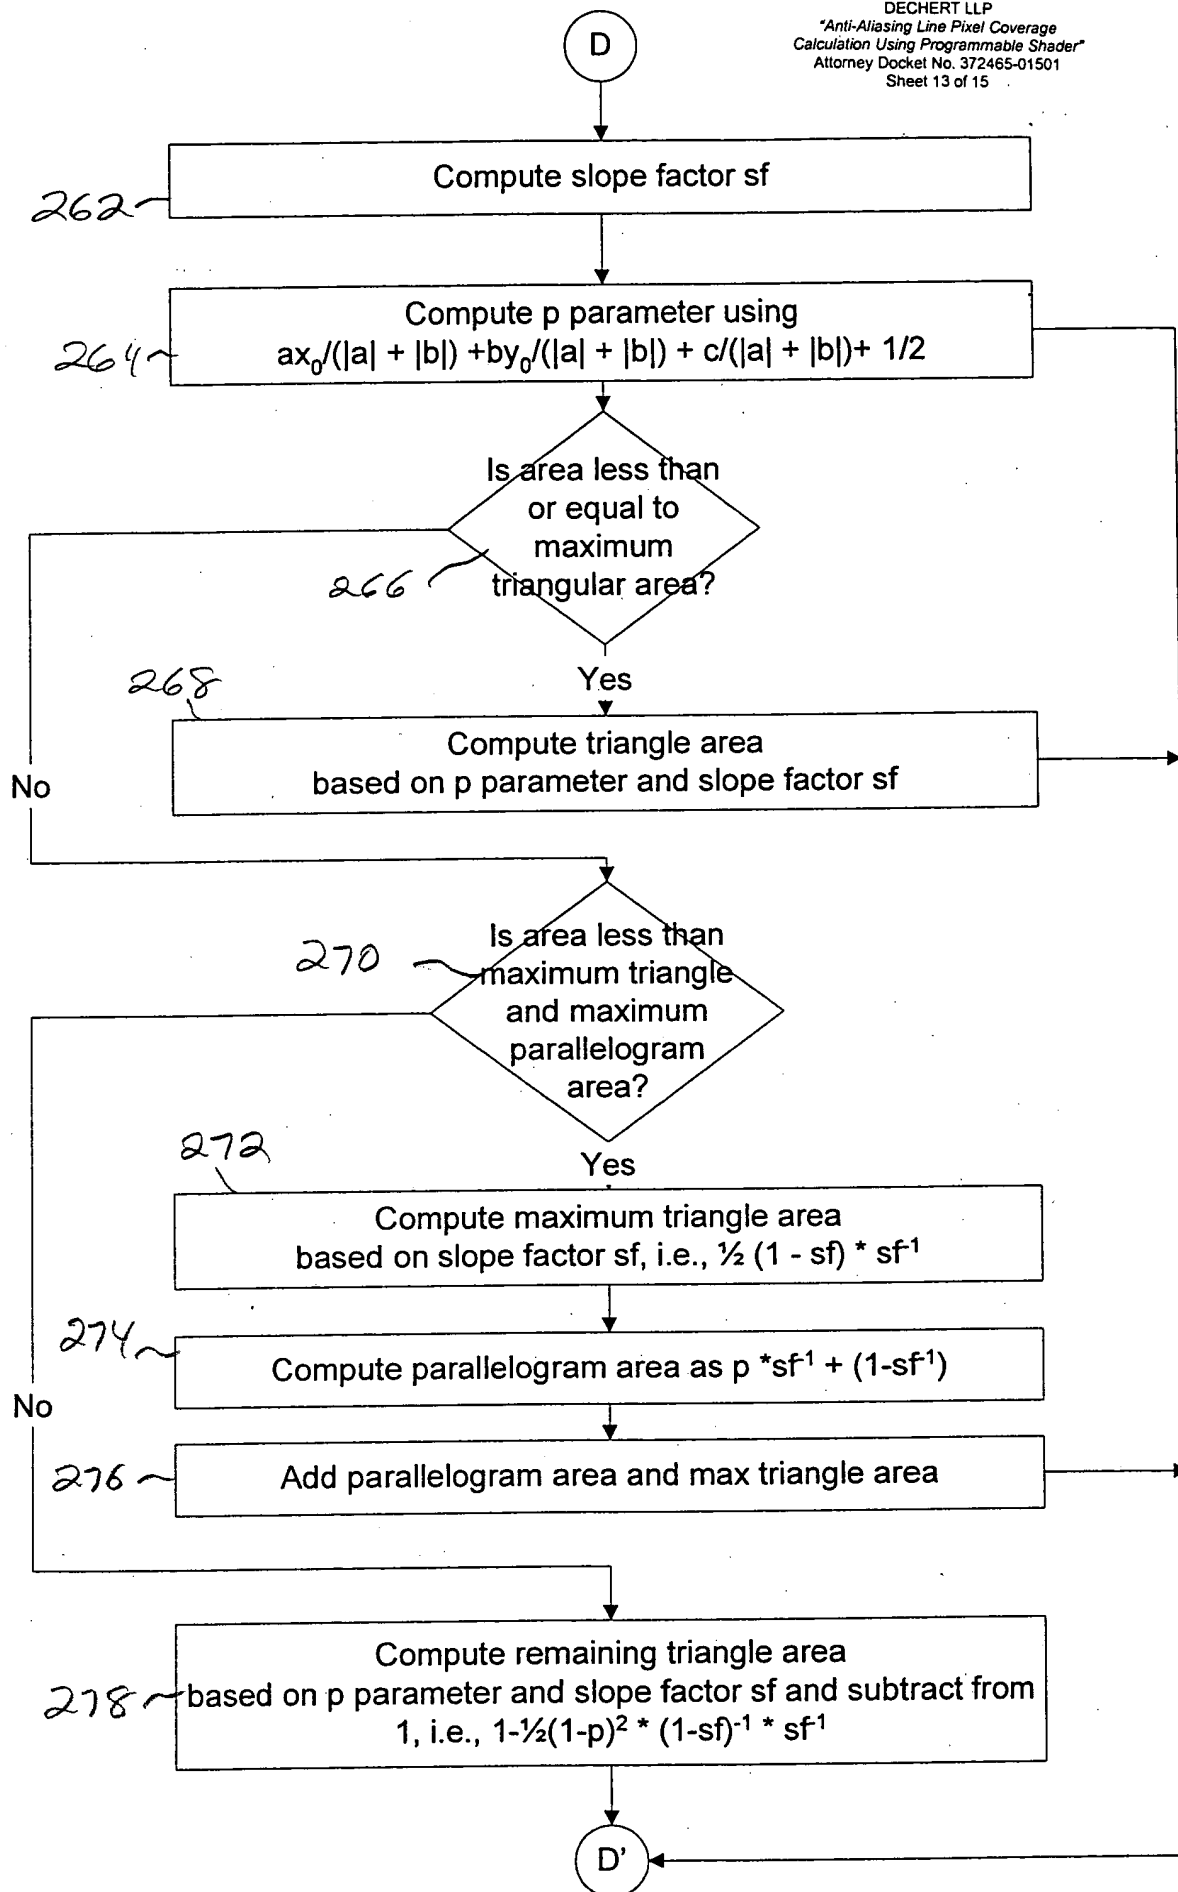 DECHERT LLP
"Anti-Aliasing Line Pixel Coverage
Calculation Using Programmable Shader"
Attorney Docket No. 372465-01501
Sheet 13 of 15
D
Compute slope factor sf
262
Compute p parameter using
ax₀/(|a| + |b|) +by₀/(|a| + |b|) + c/(|a| + |b|)+ 1/2
264
Is area less than
or equal to
maximum
triangular area?
266
Yes
268
Compute triangle area
based on p parameter and slope factor sf
No
Is area less than
maximum triangle
and maximum
parallelogram
area?
270
272
Yes
Compute maximum triangle area
based on slope factor sf, i.e., ½ (1 - sf) * sf⁻¹
274
Compute parallelogram area as p *sf⁻¹ + (1-sf⁻¹)
No
276
Add parallelogram area and max triangle area
Compute remaining triangle area
278
based on p parameter and slope factor sf and subtract from
1, i.e., 1-½(1-p)² * (1-sf)⁻¹ * sf⁻¹
D'